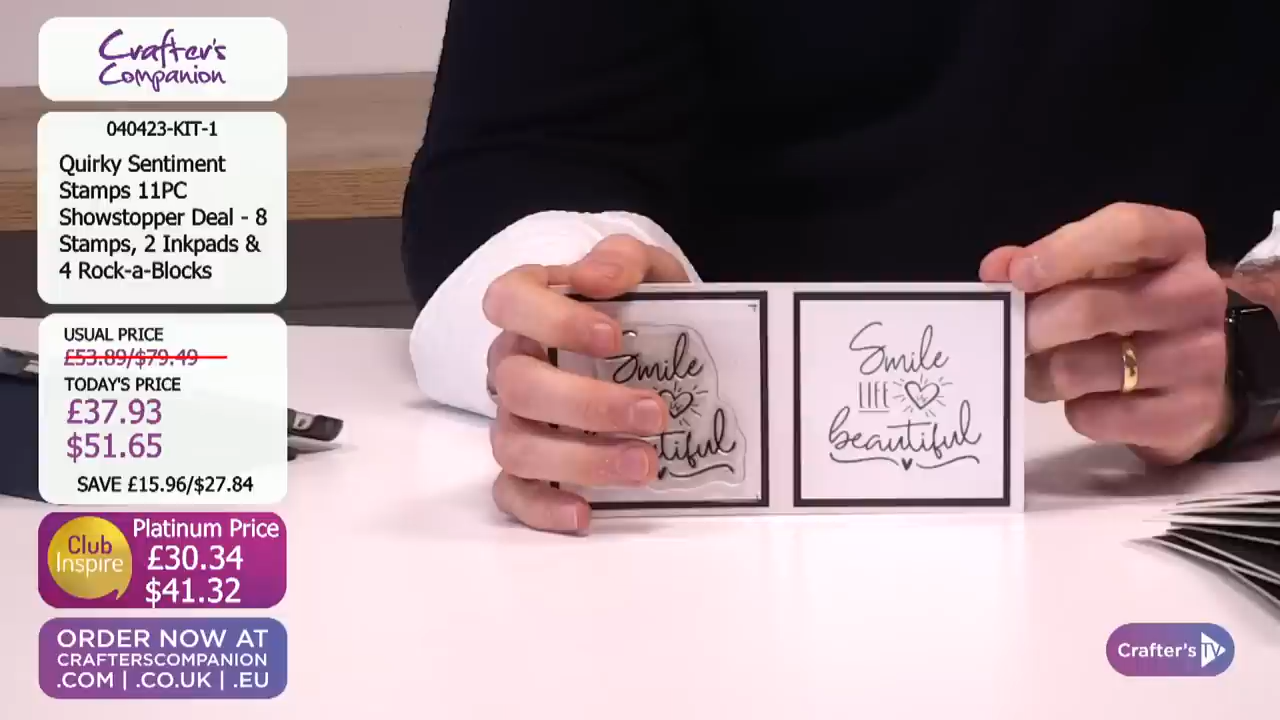 Crafter's
Companion
040423-KIT-1
Quirky Sentiment
Stamps 11PC
Showstopper Deal - 8
Stamps, 2 Inkpads &
4 Rock-a-Blocks
USUAL PRICE
£53.89/$79.49
TODAY'S PRICE
£37.93
$51.65
SAVE £15.96/$27.84
Club
Inspire
Platinum Price
£30.34
$41.32
ORDER NOW AT
CRAFTERSCOMPANION
.COM | .CO.UK | .EU
Smile
tiful
Smile
LIFE is
beautiful
Crafter's TV